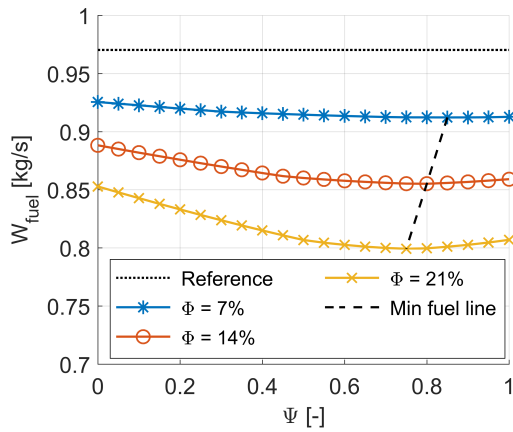 1
0.95
0.9
0.85
0.8
0.75
0.7
W_fuel [kg/s]
Reference
Φ = 7%
Φ = 14%
Φ = 21%
Min fuel line
0 0.2 0.4 0.6 0.8 1
Ψ [-]